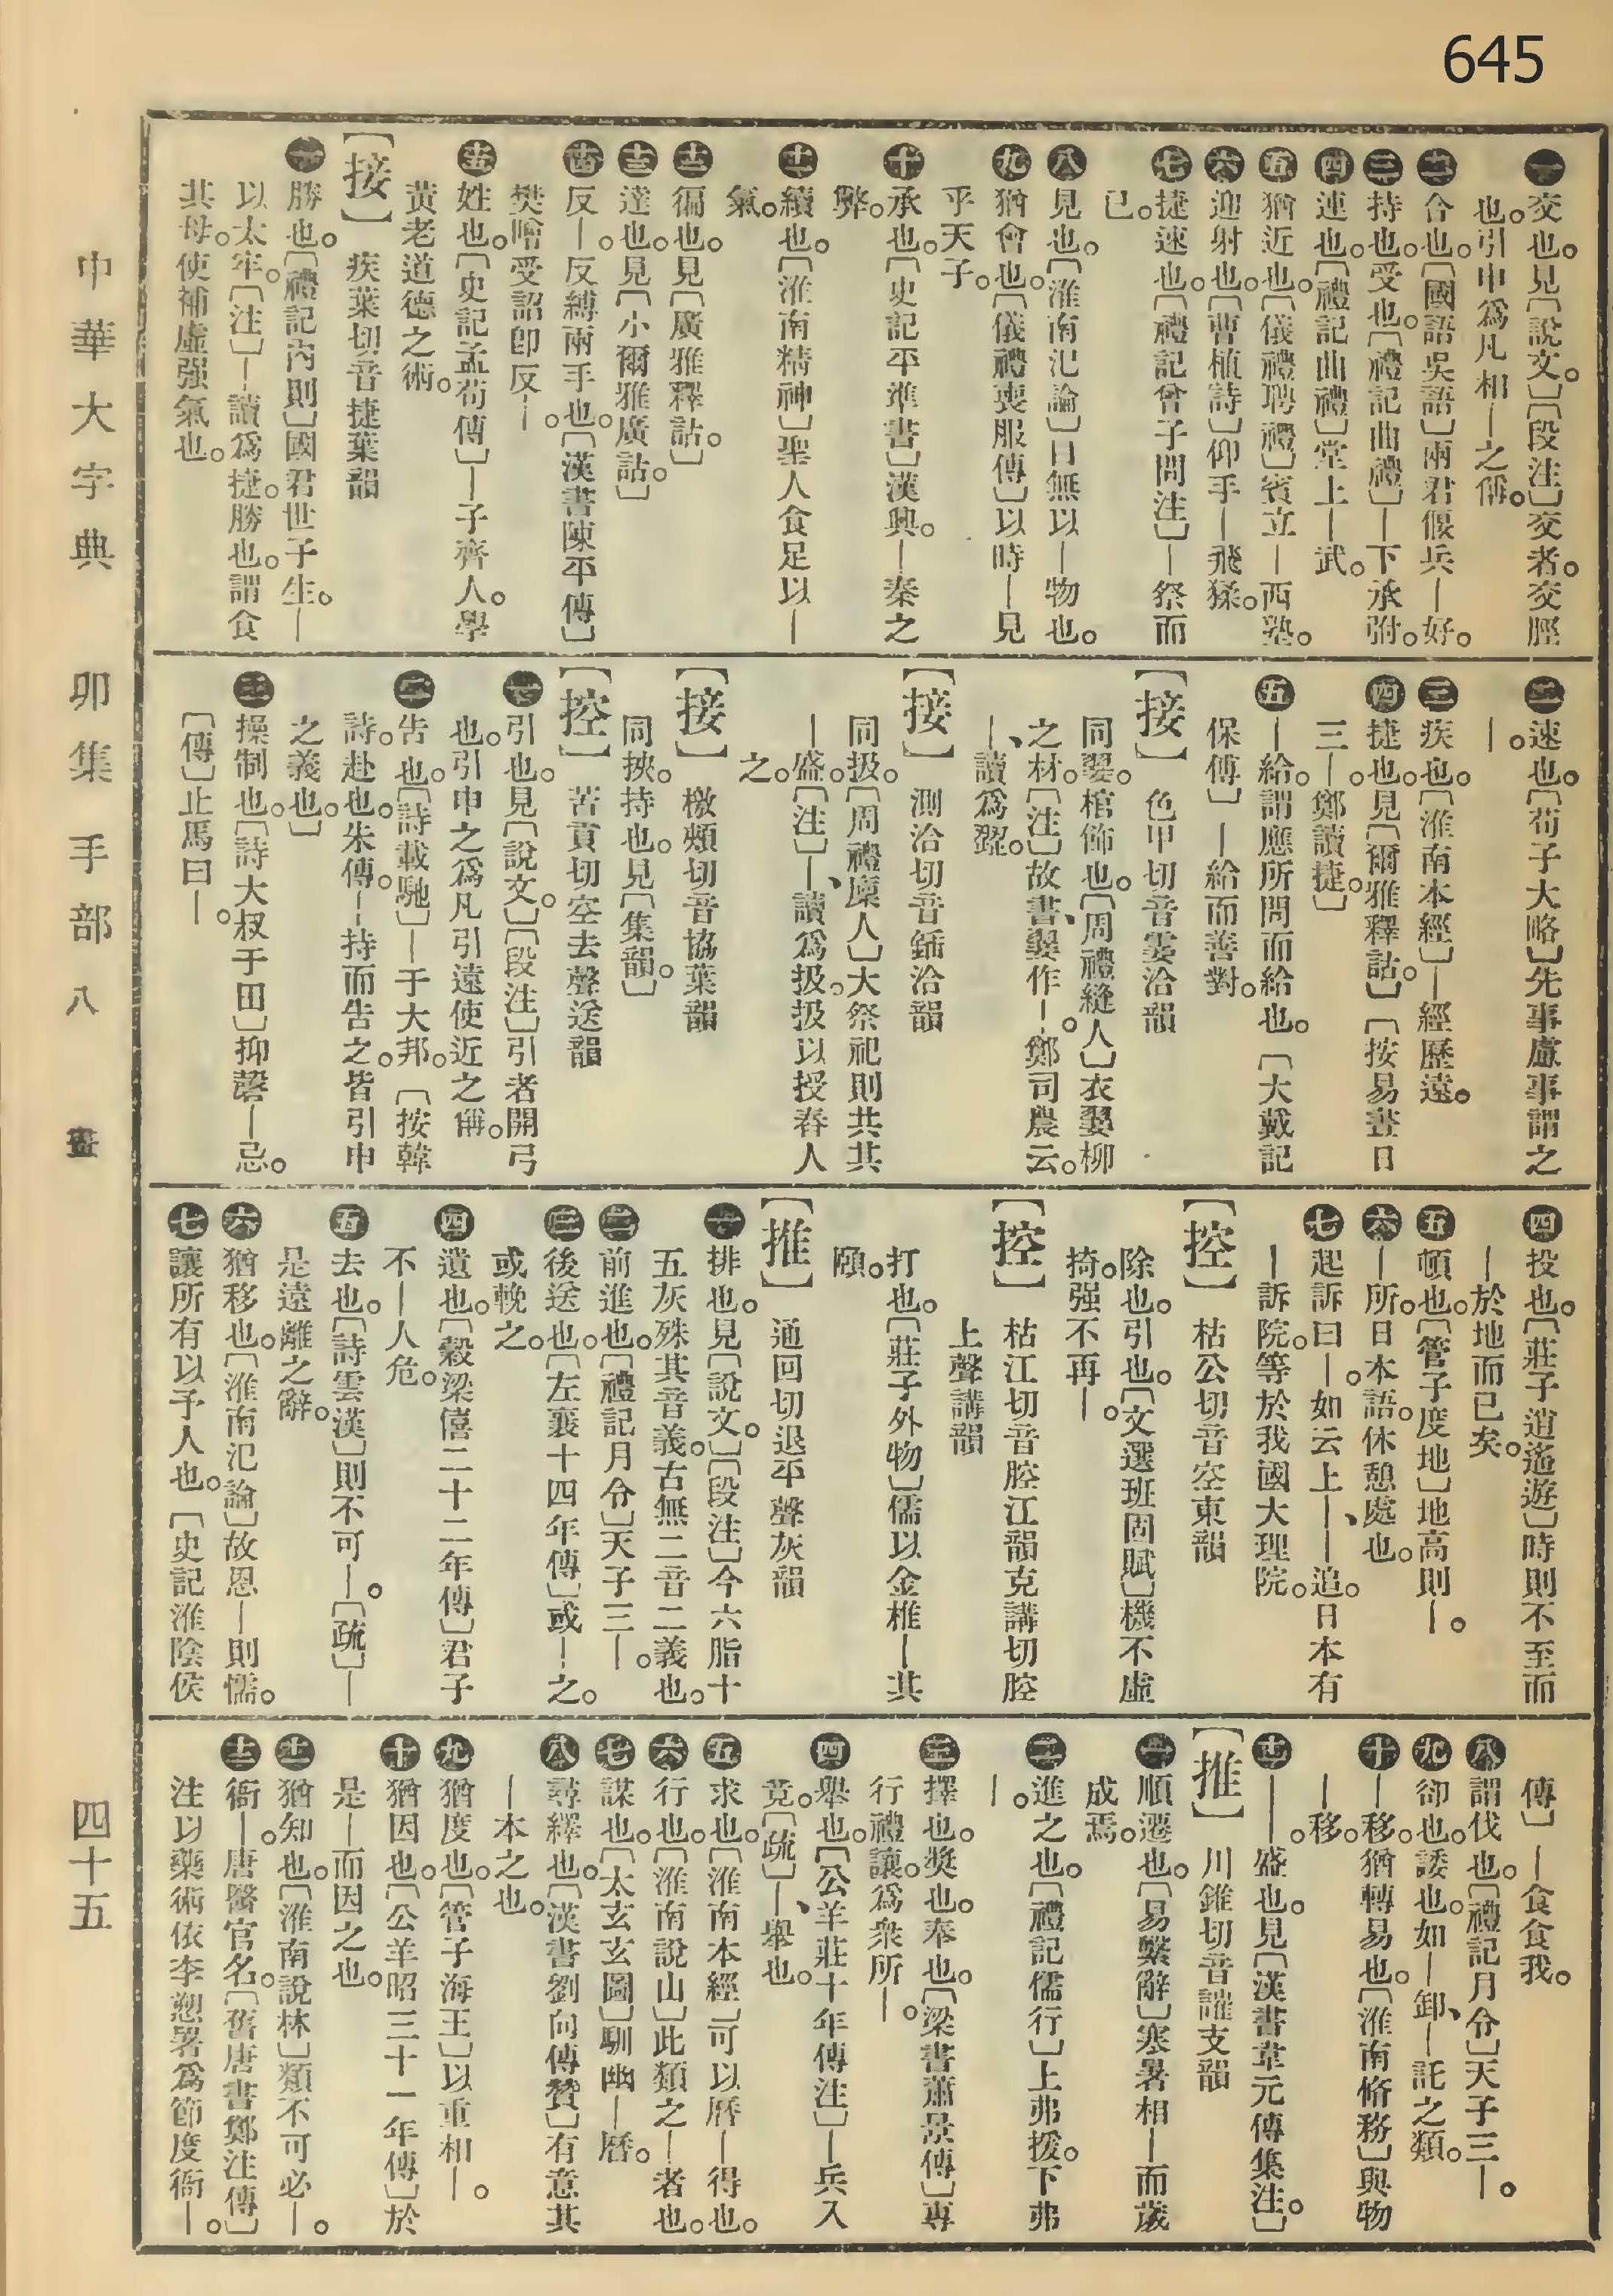 645
㊀交也。見〔說文。〕〔段注〕交者。交脛
也。引申爲凡相—之偁。
㊁合也。〔國語吳語〕兩君偃兵—好。
㊂持也。受也。〔禮記曲禮〕—下承弣。
㊃連也。〔禮記曲禮〕堂上—武。
㊄猶近也。〔儀禮聘禮〕賓立—西塾。
㊅迎射也。〔曹植詩〕仰手—飛猱。
㊆捷速也。〔禮記曾子問注〕—祭而
已。
㊇見也。〔淮南氾論〕目無以—物也。
㊈猶會也。〔儀禮喪服傳〕以時—見
乎天子。
㊉承也。〔史記平準書〕漢興。—秦之
弊。
⓫續也。〔淮南精神〕聖人食足以—
氣。
⓬徧也。見〔廣雅釋詁。〕
⓭達也。見〔小爾雅廣詁。〕
⓮反—。反縛兩手也。〔漢書陳平傳〕
樊噲受詔卽反—。
⓯姓也。〔史記孟荀傳〕—子齊人。學
黃老道德之術。
〔接〕 疾葉切音捷葉韻
㊀勝也。〔禮記內則〕國君世子生。—
以太牢。〔注〕—讀爲捷。勝也。謂食
其母。使補虛强氣也。
㊁速也。〔荀子大略〕先事慮事謂之
—。
㊂疾也。〔淮南本經〕—經歷遠。
㊃捷也。見〔爾雅釋詁。〕〔按易晝日
三—。鄭讀捷。〕
㊄—給。謂應所問而給也。〔大戴記
保傅〕—給而善對。
〔接〕 色甲切音霎洽韻
同翣。棺飾也。〔周禮縫人〕衣翣柳
之材。〔注〕故書、翣作—。鄭司農云。
—、讀爲澀。
〔接〕 測洽切音鍤洽韻
同扱。〔周禮廩人〕大祭祀則共其
—盛。〔注〕—、讀爲扱。扱以授舂人
之。
〔接〕 檄頰切音協葉韻
同挾。持也。見〔集韻。〕
〔控〕 苦貢切空去聲送韻
㊀引也。見〔說文。〕〔段注〕引者開弓
也。引申之爲凡引遠使近之偁。
㊁告也。〔詩載馳〕—于大邦。〔按韓
詩。赴也。朱傳。—持而告之。皆引申
之義也。〕
㊂操制也。〔詩大叔于田〕抑磬—忌。
〔傳〕止馬曰—。
㊃投也。〔莊子逍遙遊〕時則不至而
—於地而已矣。
㊄頓也。〔管子度地〕地高則—。
㊅—所。日本語。休憩處也。
㊆起訴曰—。如云上—、—追。日本有
—訴院。等於我國大理院。
〔控〕 枯公切音空東韻
除也。引也。〔文選班固賦〕機不虛
掎。强不再—。
〔控〕 枯江切音腔江韻克講切腔
上聲講韻
打也。〔莊子外物〕儒以金椎—其
頤。
〔推〕 通回切退平聲灰韻
㊀排也。見〔說文。〕〔段注〕今六脂十
五灰殊其音義。古無二音二義也。
㊁前進也。〔禮記月令〕天子三—。
㊂後送也。〔左襄十四年傳〕或—之。
或輓之。
㊃遺也。〔穀梁僖二十二年傳〕君子
不—人危。
㊄去也。〔詩雲漢〕則不可—。〔疏〕—
是遠離之辭。
㊅猶移也。〔淮南氾論〕故恩—則懦。
㊆讓所有以予人也。〔史記淮陰侯
傳〕—食食我。
㊇謂伐也。〔禮記月令〕天子三—。
㊈卻也。諉也。如—卸、—託之類。
㊉—移。猶轉易也。〔淮南脩務〕與物
—移。
⓫——。盛也。見〔漢書韋元傳集注。〕
〔推〕 川錐切音蓷支韻
㊀順遷也。〔易繫辭〕寒暑相—而歲
成焉。
㊁進之也。〔禮記儒行〕上弗援。下弗
—。
㊂擇也。奬也。奉也。〔梁書蕭景傳〕專
行禮讓。爲衆所—。
㊃舉也。〔公羊莊十年傳注〕—兵入
竟。〔疏〕—、舉也。
㊄求也。〔淮南本經〕可以曆—得也。
㊅行也。〔淮南說山〕此類之—者也。
㊆謀也。〔太玄玄圖〕馴幽—曆。
㊇尋繹也。〔漢書劉向傳贊〕有意其
—本之也。
㊈猶度也。〔管子海王〕以重相—。
㊉猶因也。〔公羊昭三十一年傳〕於
是—而因之也。
⓫猶知也。〔淮南說林〕類不可必—。
⓬衙—。唐醫官名。〔舊唐書鄭注傳〕
注以藥術依李愬。署爲節度衙—。
中華大字典 卯集 手部 八畫 四十五